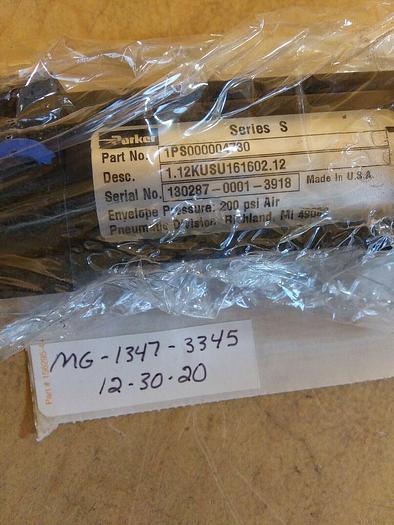 Parker Series S
Part No. 1PS000004730
Desc. 1.12KUSU161602.12
Serial No. 130287-0001-3918 Made In U.S.A.
Envelope Pressure: 200 psi Air
Pneumatic Division Richland, MI
MG-1347-3345
12-30-20
Part #